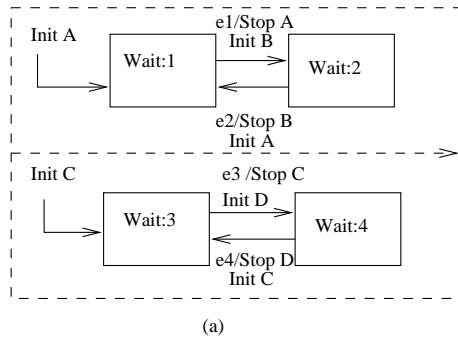 e1/Stop A
Init A
Init B
Wait:1
Wait:2
e2/Stop B
Init A
Init C
e3 /Stop C
Wait:3
Init D
Wait:4
e4/Stop D
Init C
(a)